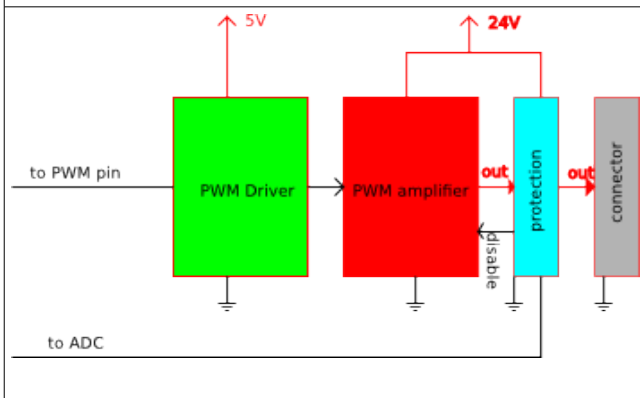 5V
24V
to PWM pin
PWM Driver
PWM amplifier
out
protection
out
connector
disable
to ADC